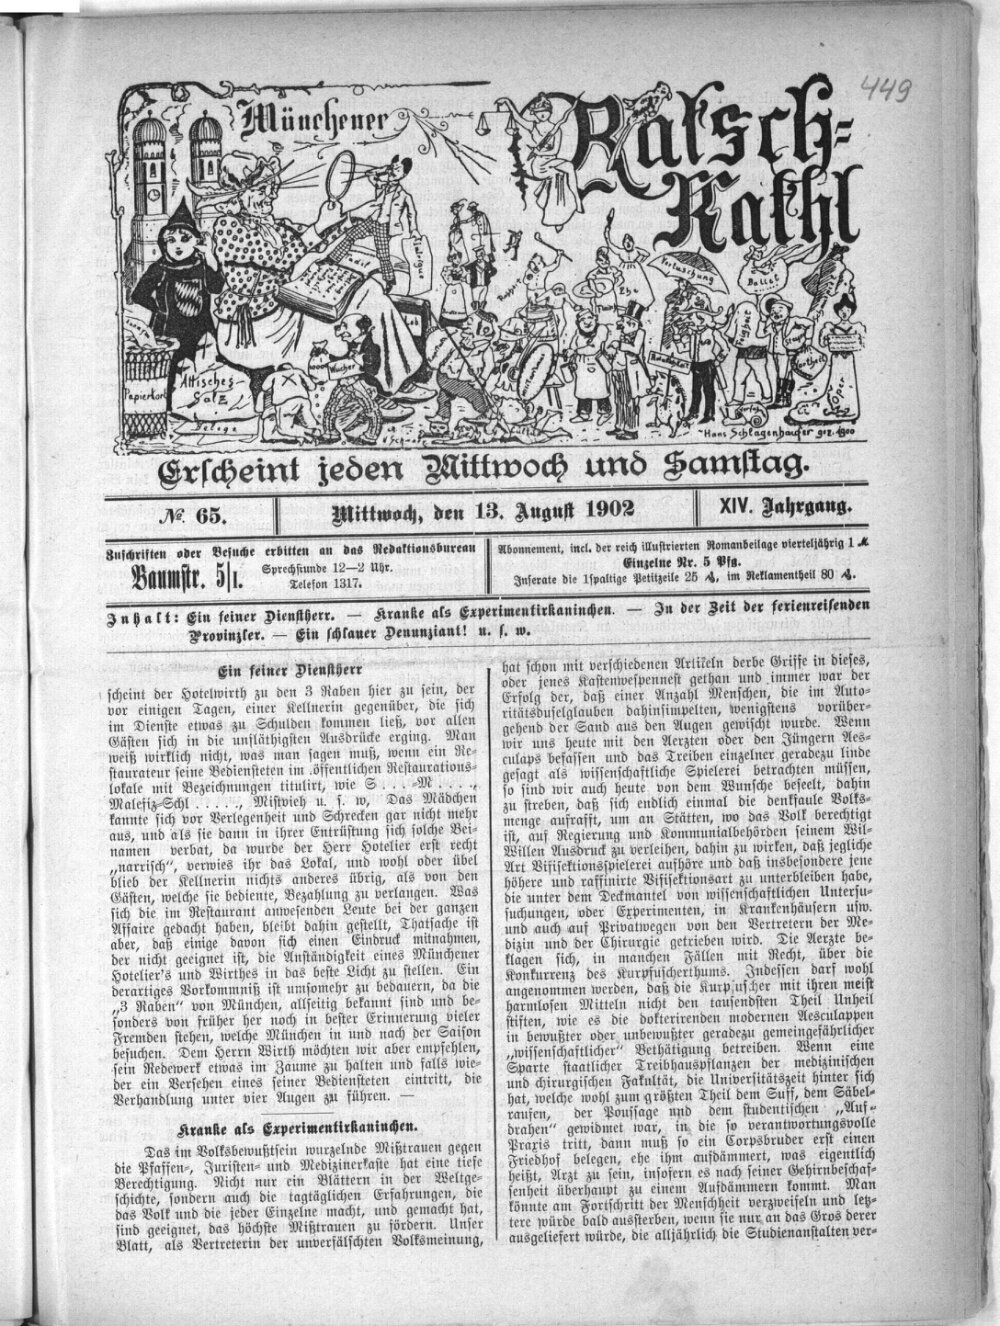 449
Münchener
Ratsch-
Kathl
Papierkorb
Attisches
Salz
Belege
Wucher
Lob
Vertuschung
Ballet
Hans Schlagenhaufer gez. 1900
Erscheint jeden Mittwoch und Samstag.
№ 65.
Mittwoch, den 13. August 1902
XIV. Jahrgang.
Zuschriften oder Besuche erbitten an das Redaktionsbureau
Baumstr. 5/I.
Sprechstunde 12—2 Uhr.
Telefon 1317.
Abonnement, incl. der reich illustrierten Romanbeilage vierteljährig 1 ℳ
Einzelne Nr. 5 Pfg.
Inserate die 1spaltige Petitzeile 25 ₰, im Reklamentheil 80 ₰.
Inhalt: Ein feiner Dienstherr. — Kranke als Experimentirkaninchen. — In der Zeit der ferienreisenden
Provinzler. — Ein schlauer Denunziant! u. s. w.
Ein feiner Dienstherr
scheint der Hotelwirth zu den 3 Raben hier zu sein, der
vor einigen Tagen, einer Kellnerin gegenüber, die sich
im Dienste etwas zu Schulden kommen ließ, vor allen
Gästen sich in die unfläthigsten Ausdrücke erging. Man
weiß wirklich nicht, was man sagen muß, wenn ein Re-
staurateur seine Bediensteten im öffentlichen Restaurations-
lokale mit Bezeichnungen titulirt, wie S . . . .-M . . . .,
Malefiz-Schl . . . . ., Mistvieh u. s. w, Das Mädchen
kannte sich vor Verlegenheit und Schrecken gar nicht mehr
aus, und als sie dann in ihrer Entrüstung sich solche Bei-
namen verbat, da wurde der Herr Hotelier erst recht
„narrisch“, verwies ihr das Lokal, und wohl oder übel
blieb der Kellnerin nichts anderes übrig, als von den
Gästen, welche sie bediente, Bezahlung zu verlangen. Was
sich die im Restaurant anwesenden Leute bei der ganzen
Affaire gedacht haben, bleibt dahin gestellt, Thatsache ist
aber, daß einige davon sich einen Eindruck mitnahmen,
der nicht geeignet ist, die Anständigkeit eines Münchener
Hotelier's und Wirthes in das beste Licht zu stellen. Ein
derartiges Vorkommniß ist umsomehr zu bedauern, da die
„3 Raben“ von München, allseitig bekannt sind und be-
sonders von früher her noch in bester Erinnerung vieler
Fremden stehen, welche München in und nach der Saison
besuchen. Dem Herrn Wirth möchten wir aber empfehlen,
sein Redewerk etwas im Zaume zu halten und falls wie-
der ein Versehen eines seiner Bediensteten eintritt, die
Verhandlung unter vier Augen zu führen. —
Kranke als Experimentirkaninchen.
Das im Volksbewußtsein wurzelnde Mißtrauen gegen
die Pfaffen-, Juristen- und Medizinerkaste hat eine tiefe
Berechtigung. Nicht nur ein Blättern in der Weltge-
schichte, sondern auch die tagtäglichen Erfahrungen, die
das Volk und die jeder Einzelne macht, und gemacht hat,
sind geeignet, das höchste Mißtrauen zu fördern. Unser
Blatt, als Vertreterin der unverfälschten Volksmeinung,
hat schon mit verschiedenen Artikeln derbe Griffe in dieses,
oder jenes Kastenwespennest gethan und immer war der
Erfolg der, daß einer Anzahl Menschen, die im Auto-
ritätsduselglauben dahinsimpelten, wenigstens vorüber-
gehend der Sand aus den Augen gewischt wurde. Wenn
wir uns heute mit den Aerzten oder den Jüngern Aes-
culaps befassen und das Treiben einzelner geradezu linde
gesagt als wissenschaftliche Spielerei betrachten müssen,
so sind wir auch heute von dem Wunsche beseelt, dahin
zu streben, daß sich endlich einmal die denkfaule Volks-
menge aufrafft, um an Stätten, wo das Volk berechtigt
ist, auf Regierung und Kommunialbehörden seinem Wil-
Willen Ausdruck zu verleihen, dahin zu wirken, daß jegliche
Art Vifisektionspielerei aufhöre und daß insbesondere jene
höhere und raffinirte Vifisektionsart zu unterbleiben habe,
die unter dem Deckmantel von wissenschaftlichen Untersu-
suchungen, oder Experimenten, in Krankenhäusern usw.
und auch auf Privatwegen von den Vertretern der Me-
dizin und der Chirurgie getrieben wird. Die Aerzte be-
klagen sich, in manchen Fällen mit Recht, über die
Konkurrenz des Kurpfuscherthums. Indessen darf wohl
angenommen werden, daß die Kurpfuscher mit ihren meist
harmlosen Mitteln nicht den tausendsten Theil Unheil
stiften, wie es die dokterirenden modernen Aesculappen
in bewußter oder unbewußter geradezu gemeingefährlicher
„wissenschaftlicher“ Bethätigung betreiben. Wenn eine
Sparte staatlicher Treibhauspflanzen der medizinischen
und chirurgischen Fakultät, die Universitätszeit hinter sich
hat, welche wohl zum größten Theil dem Suff, dem Säbel-
raufen, der Poussage und dem studentischen „Auf-
drahen“ gewidmet war, in die so verantwortungsvolle
Praxis tritt, dann muß so ein Corpsbruder erst einen
Friedhof belegen, ehe ihm aufdämmert, was eigentlich
heißt, Arzt zu sein, insofern es nach seiner Gehirnbeschaf-
fenheit überhaupt zu einem Aufdämmern kommt. Man
könnte am Fortschritt der Menschheit verzweifeln und letz-
tere würde bald aussterben, wenn sie nur an das Gros derer
ausgeliefert würde, die alljährlich die Studienanstalten ver-